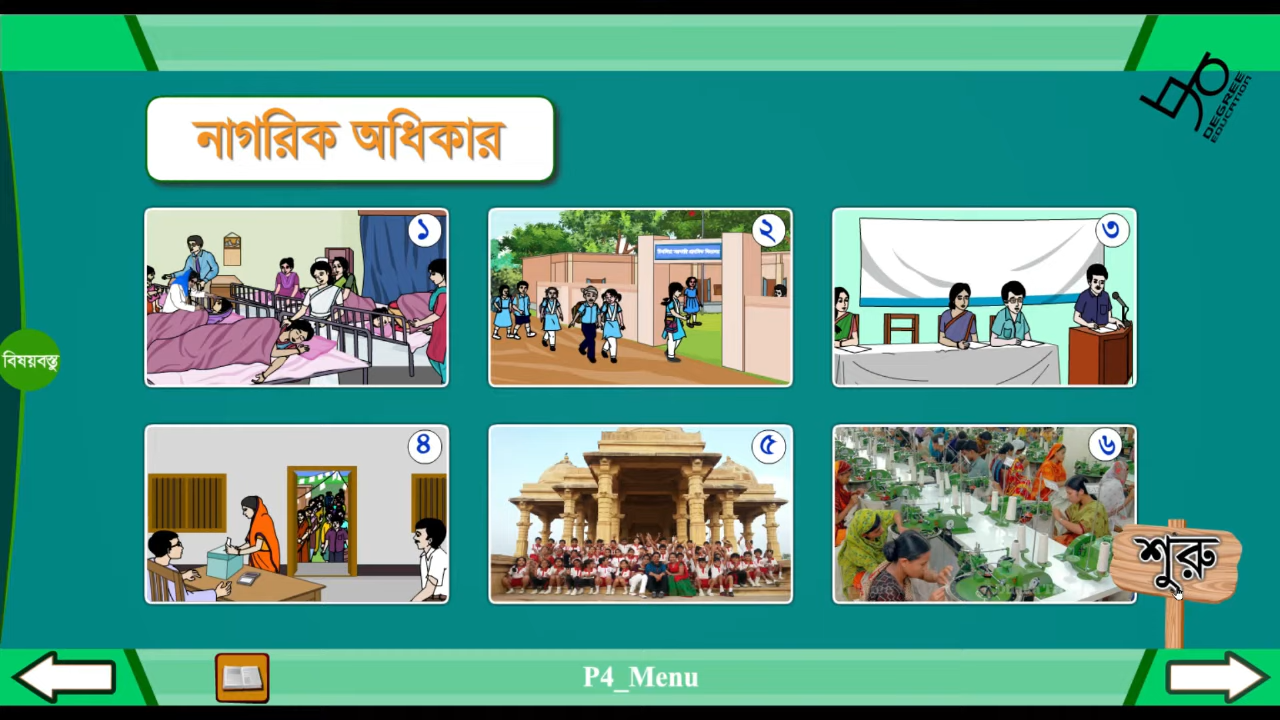 DEGREE
EDUCATION
নাগরিক অধিকার
১
২
৩
বিষয়বস্তু
৪
৫
৬
শুরু
P4_Menu